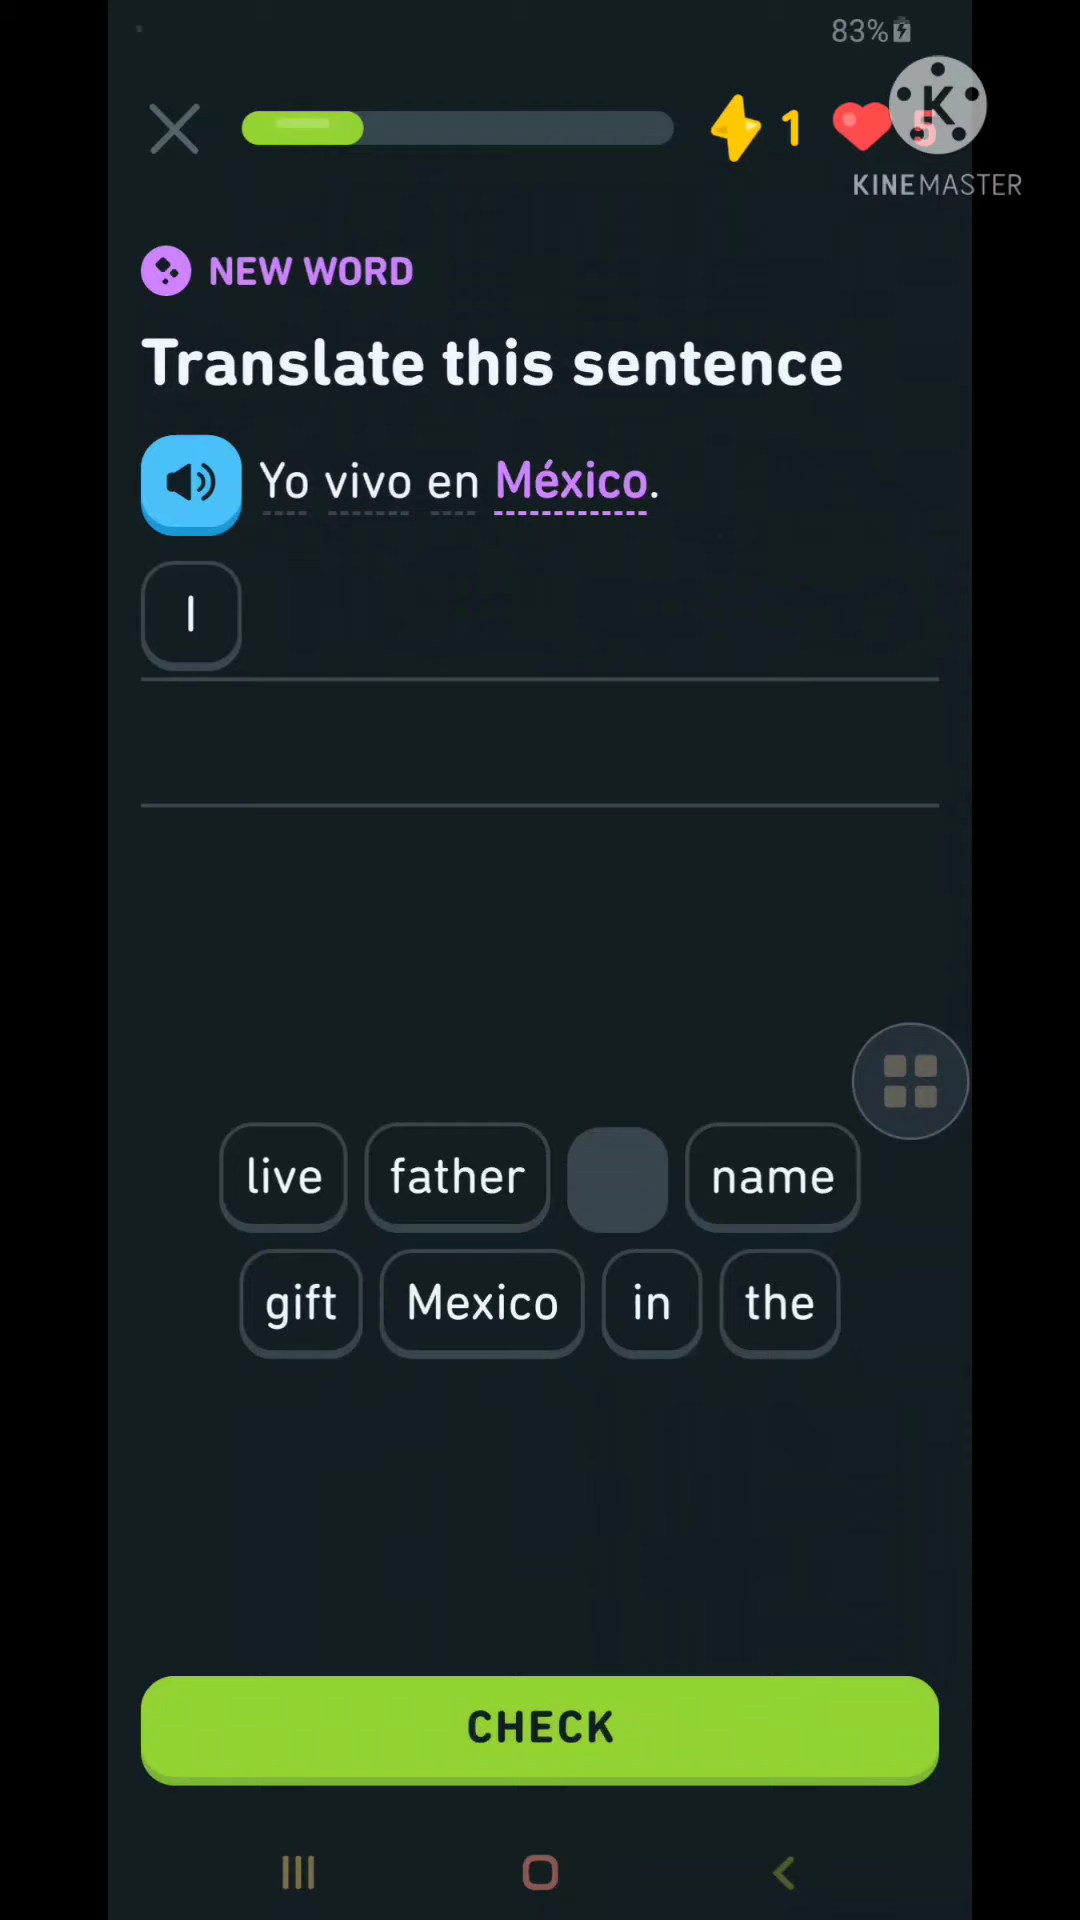 83%
1 5
KINEMASTER
NEW WORD
Translate this sentence
Yo vivo en México.
I
live father name
gift Mexico in the
CHECK